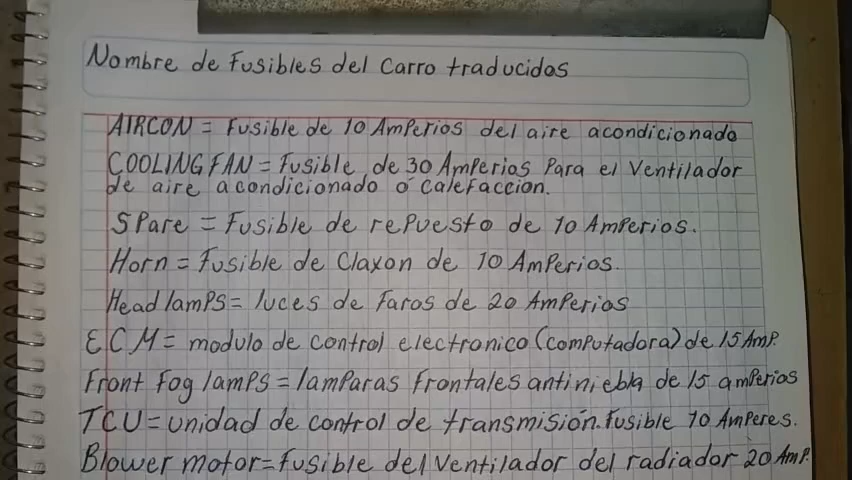 Nombre de Fusibles del Carro traducidos
AIRCON = Fusible de 10 Amperios del aire acondicionado
COOLING FAN = Fusible de 30 Amperios Para el Ventilador
de aire acondicionado ó calefaccion.
Spare = Fusible de repuesto de 10 Amperios.
Horn = Fusible de Claxon de 10 Amperios.
Head lamps = luces de Faros de 20 Amperios
ECM = modulo de control electronico (computadora) de 15 Amp.
Front Fog lamps = lamparas Frontales antiniebla de 15 amperios
TCU = unidad de control de transmisión. Fusible 10 Amperes.
Blower motor = Fusible del Ventilador del radiador 20 Amp.